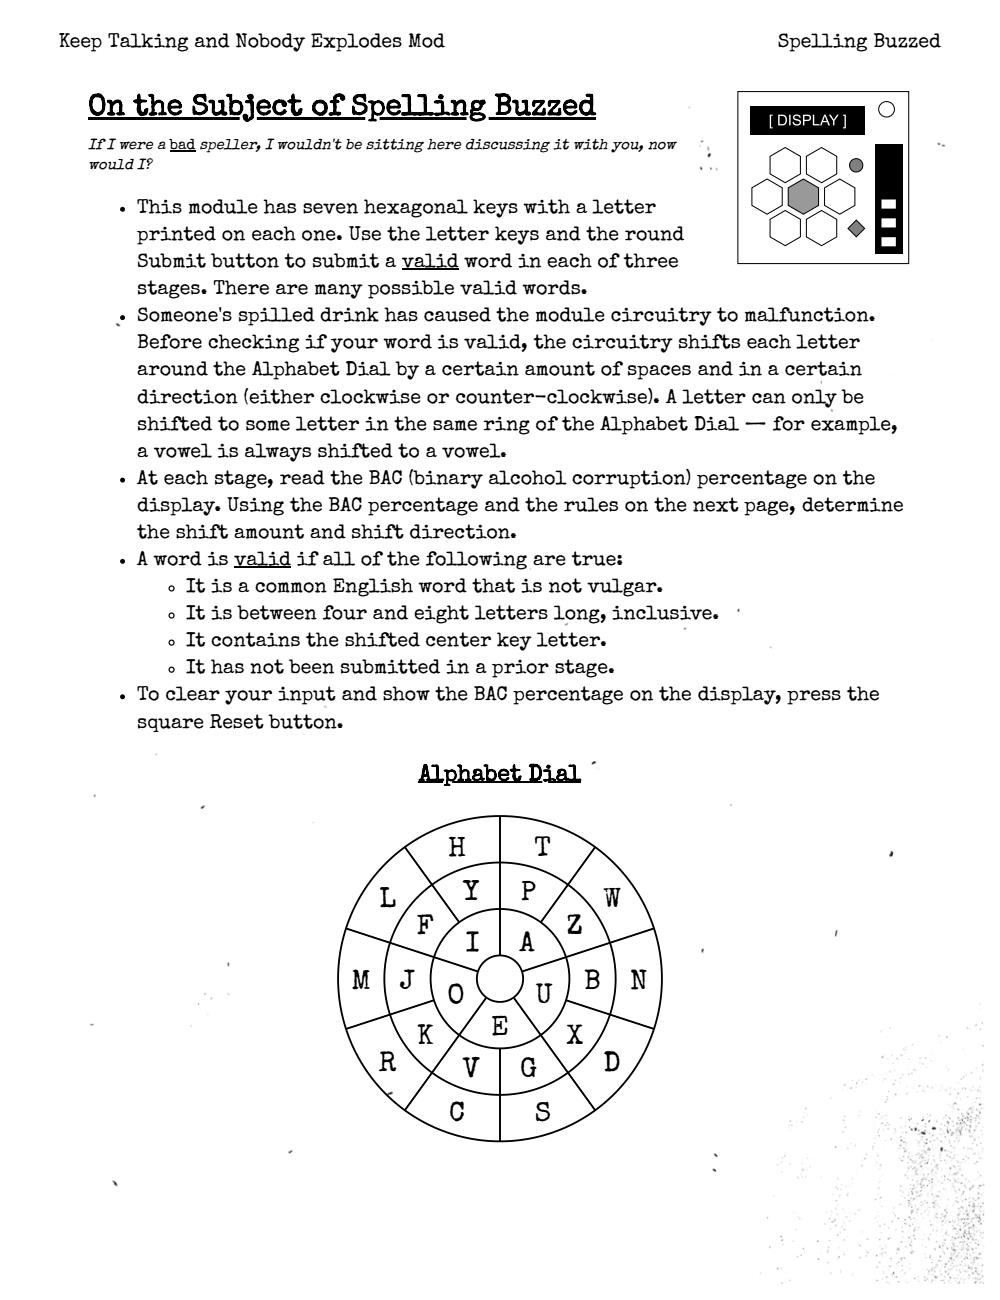 Keep Talking and Nobody Explodes Mod
Spelling Buzzed
On the Subject of Spelling Buzzed
[ DISPLAY ]
If I were a bad speller, I wouldn't be sitting here discussing it with you, now
would I?
• This module has seven hexagonal keys with a letter
printed on each one. Use the letter keys and the round
Submit button to submit a valid word in each of three
stages. There are many possible valid words.
• Someone's spilled drink has caused the module circuitry to malfunction.
Before checking if your word is valid, the circuitry shifts each letter
around the Alphabet Dial by a certain amount of spaces and in a certain
direction (either clockwise or counter-clockwise). A letter can only be
shifted to some letter in the same ring of the Alphabet Dial — for example,
a vowel is always shifted to a vowel.
• At each stage, read the BAC (binary alcohol corruption) percentage on the
display. Using the BAC percentage and the rules on the next page, determine
the shift amount and shift direction.
• A word is valid if all of the following are true:
◦ It is a common English word that is not vulgar.
◦ It is between four and eight letters long, inclusive.
◦ It contains the shifted center key letter.
◦ It has not been submitted in a prior stage.
• To clear your input and show the BAC percentage on the display, press the
square Reset button.
Alphabet Dial
H T
Y P
L W
F Z
I A
M J B N
O U
E
K X
R D
V G
C S